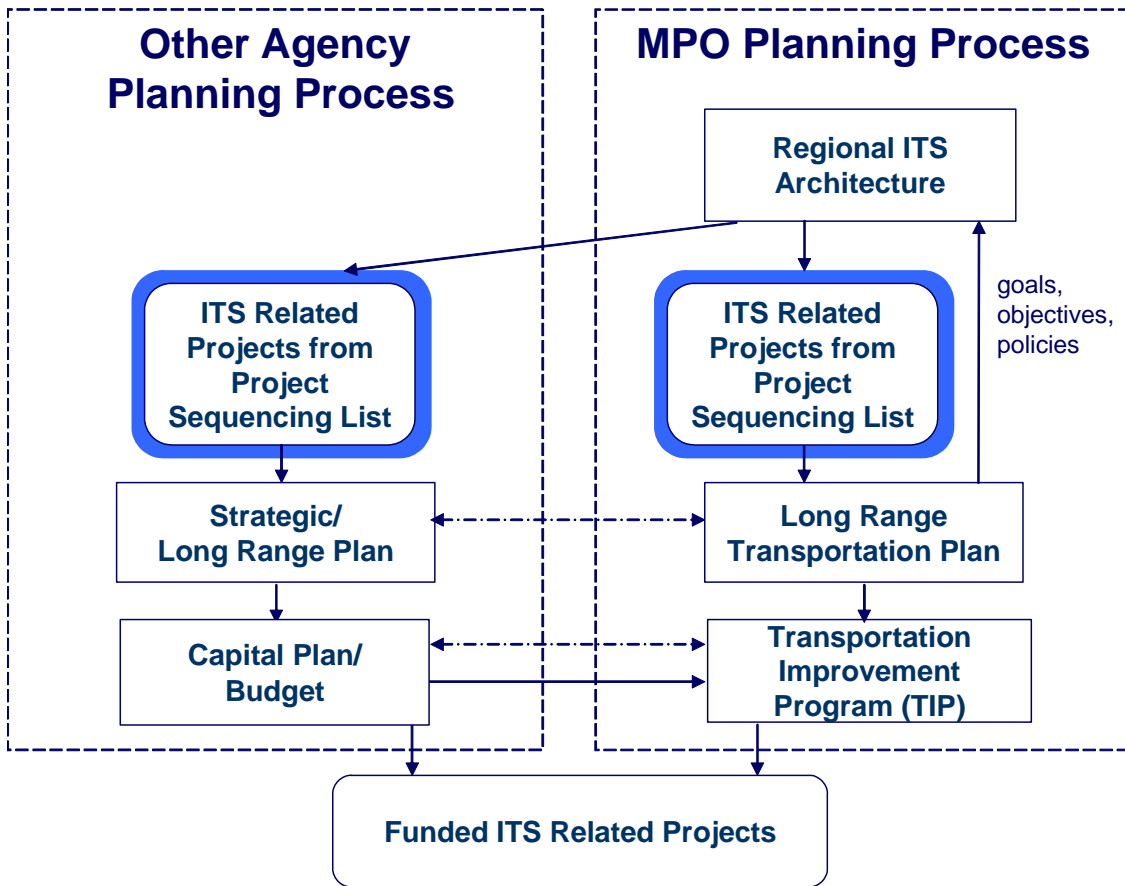 Other Agency
Planning Process
MPO Planning Process
Regional ITS
Architecture
goals,
objectives,
policies
ITS Related
Projects from
Project
Sequencing List
ITS Related
Projects from
Project
Sequencing List
Strategic/
Long Range Plan
Long Range
Transportation Plan
Capital Plan/
Budget
Transportation
Improvement
Program (TIP)
Funded ITS Related Projects